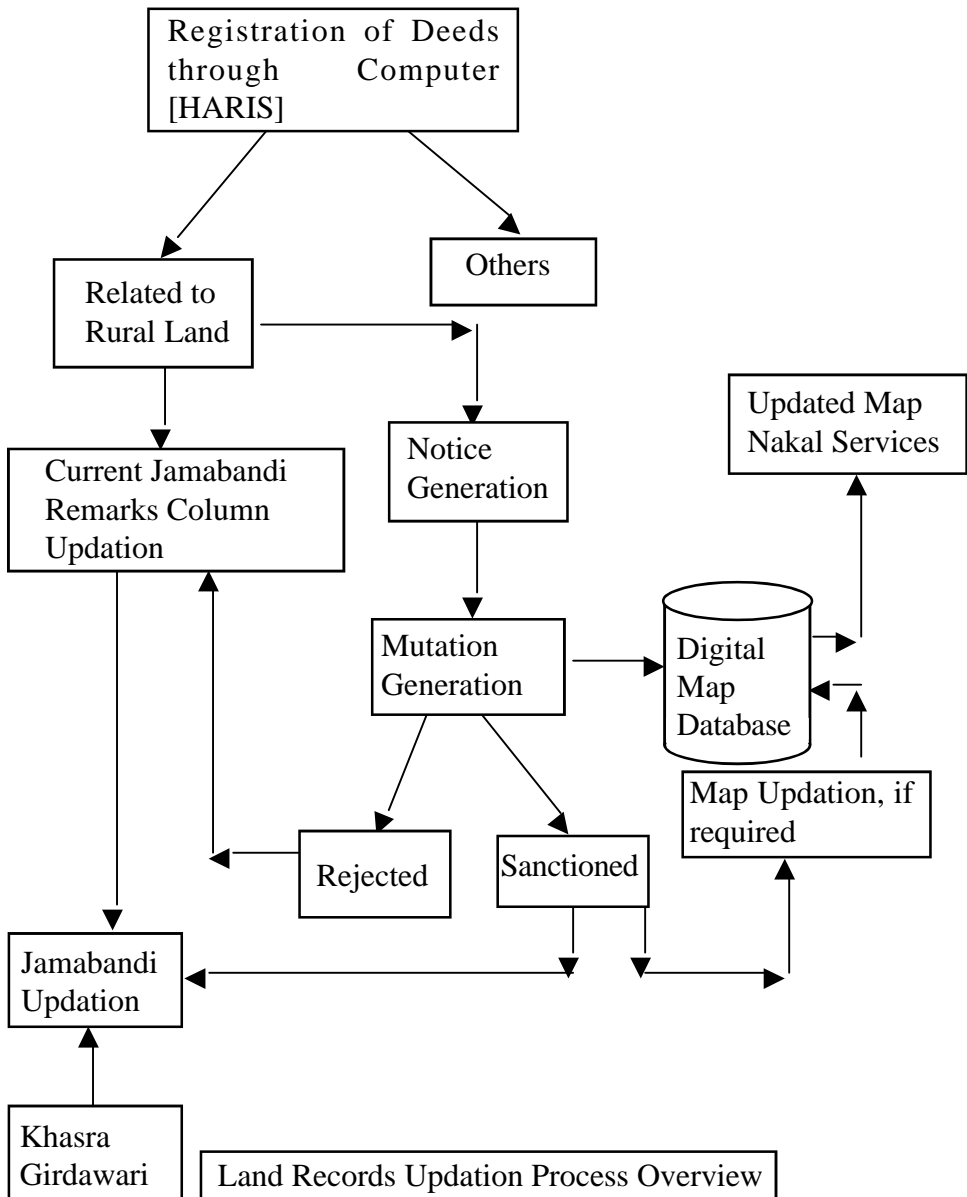 Registration of Deeds
through Computer
[HARIS]
Others
Related to
Rural Land
Updated Map
Nakal Services
Notice
Generation
Current Jamabandi
Remarks Column
Updation
Mutation
Generation
Digital
Map
Database
Map Updation, if
required
Rejected
Sanctioned
Jamabandi
Updation
Khasra
Girdawari
Land Records Updation Process Overview